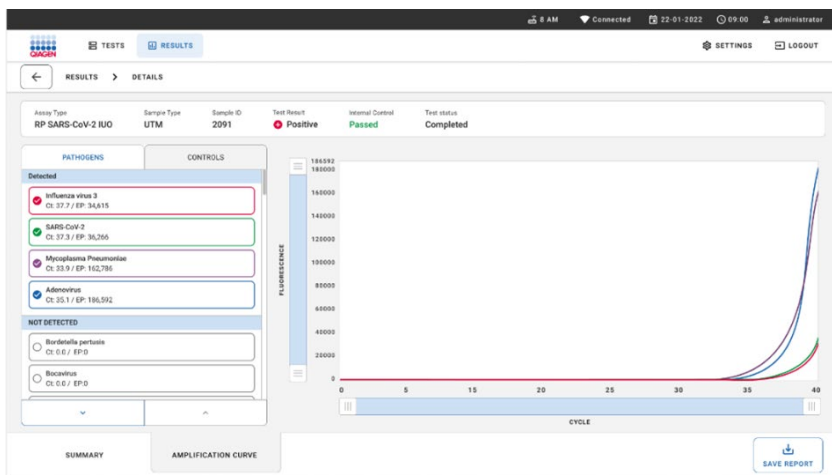 8 AM Connected 22-01-2022 09:00 administrator
QIAGEN TESTS RESULTS SETTINGS LOGOUT
RESULTS > DETAILS
Assay Type Sample Type Sample ID Test Result Internal Control Test status
RP SARS-CoV-2 IUO UTM 2091 Positive Passed Completed
PATHOGENS CONTROLS
Detected
Influenza virus 3
Ct: 37.7 / EP: 34,615
SARS-CoV-2
Ct: 37.3 / EP: 36,266
Mycoplasma Pneumoniae
Ct: 33.9 / EP: 162,786
Adenovirus
Ct: 35.1 / EP: 186,592
NOT DETECTED
Bordetella pertusis
Ct: 0.0 / EP:0
Bocavirus
Ct: 0.0 / EP:0
FLUORESCENCE
186592
180000
160000
140000
120000
100000
80000
60000
40000
20000
0
0 5 15 20 25 30 35 40
CYCLE
SUMMARY AMPLIFICATION CURVE
SAVE REPORT